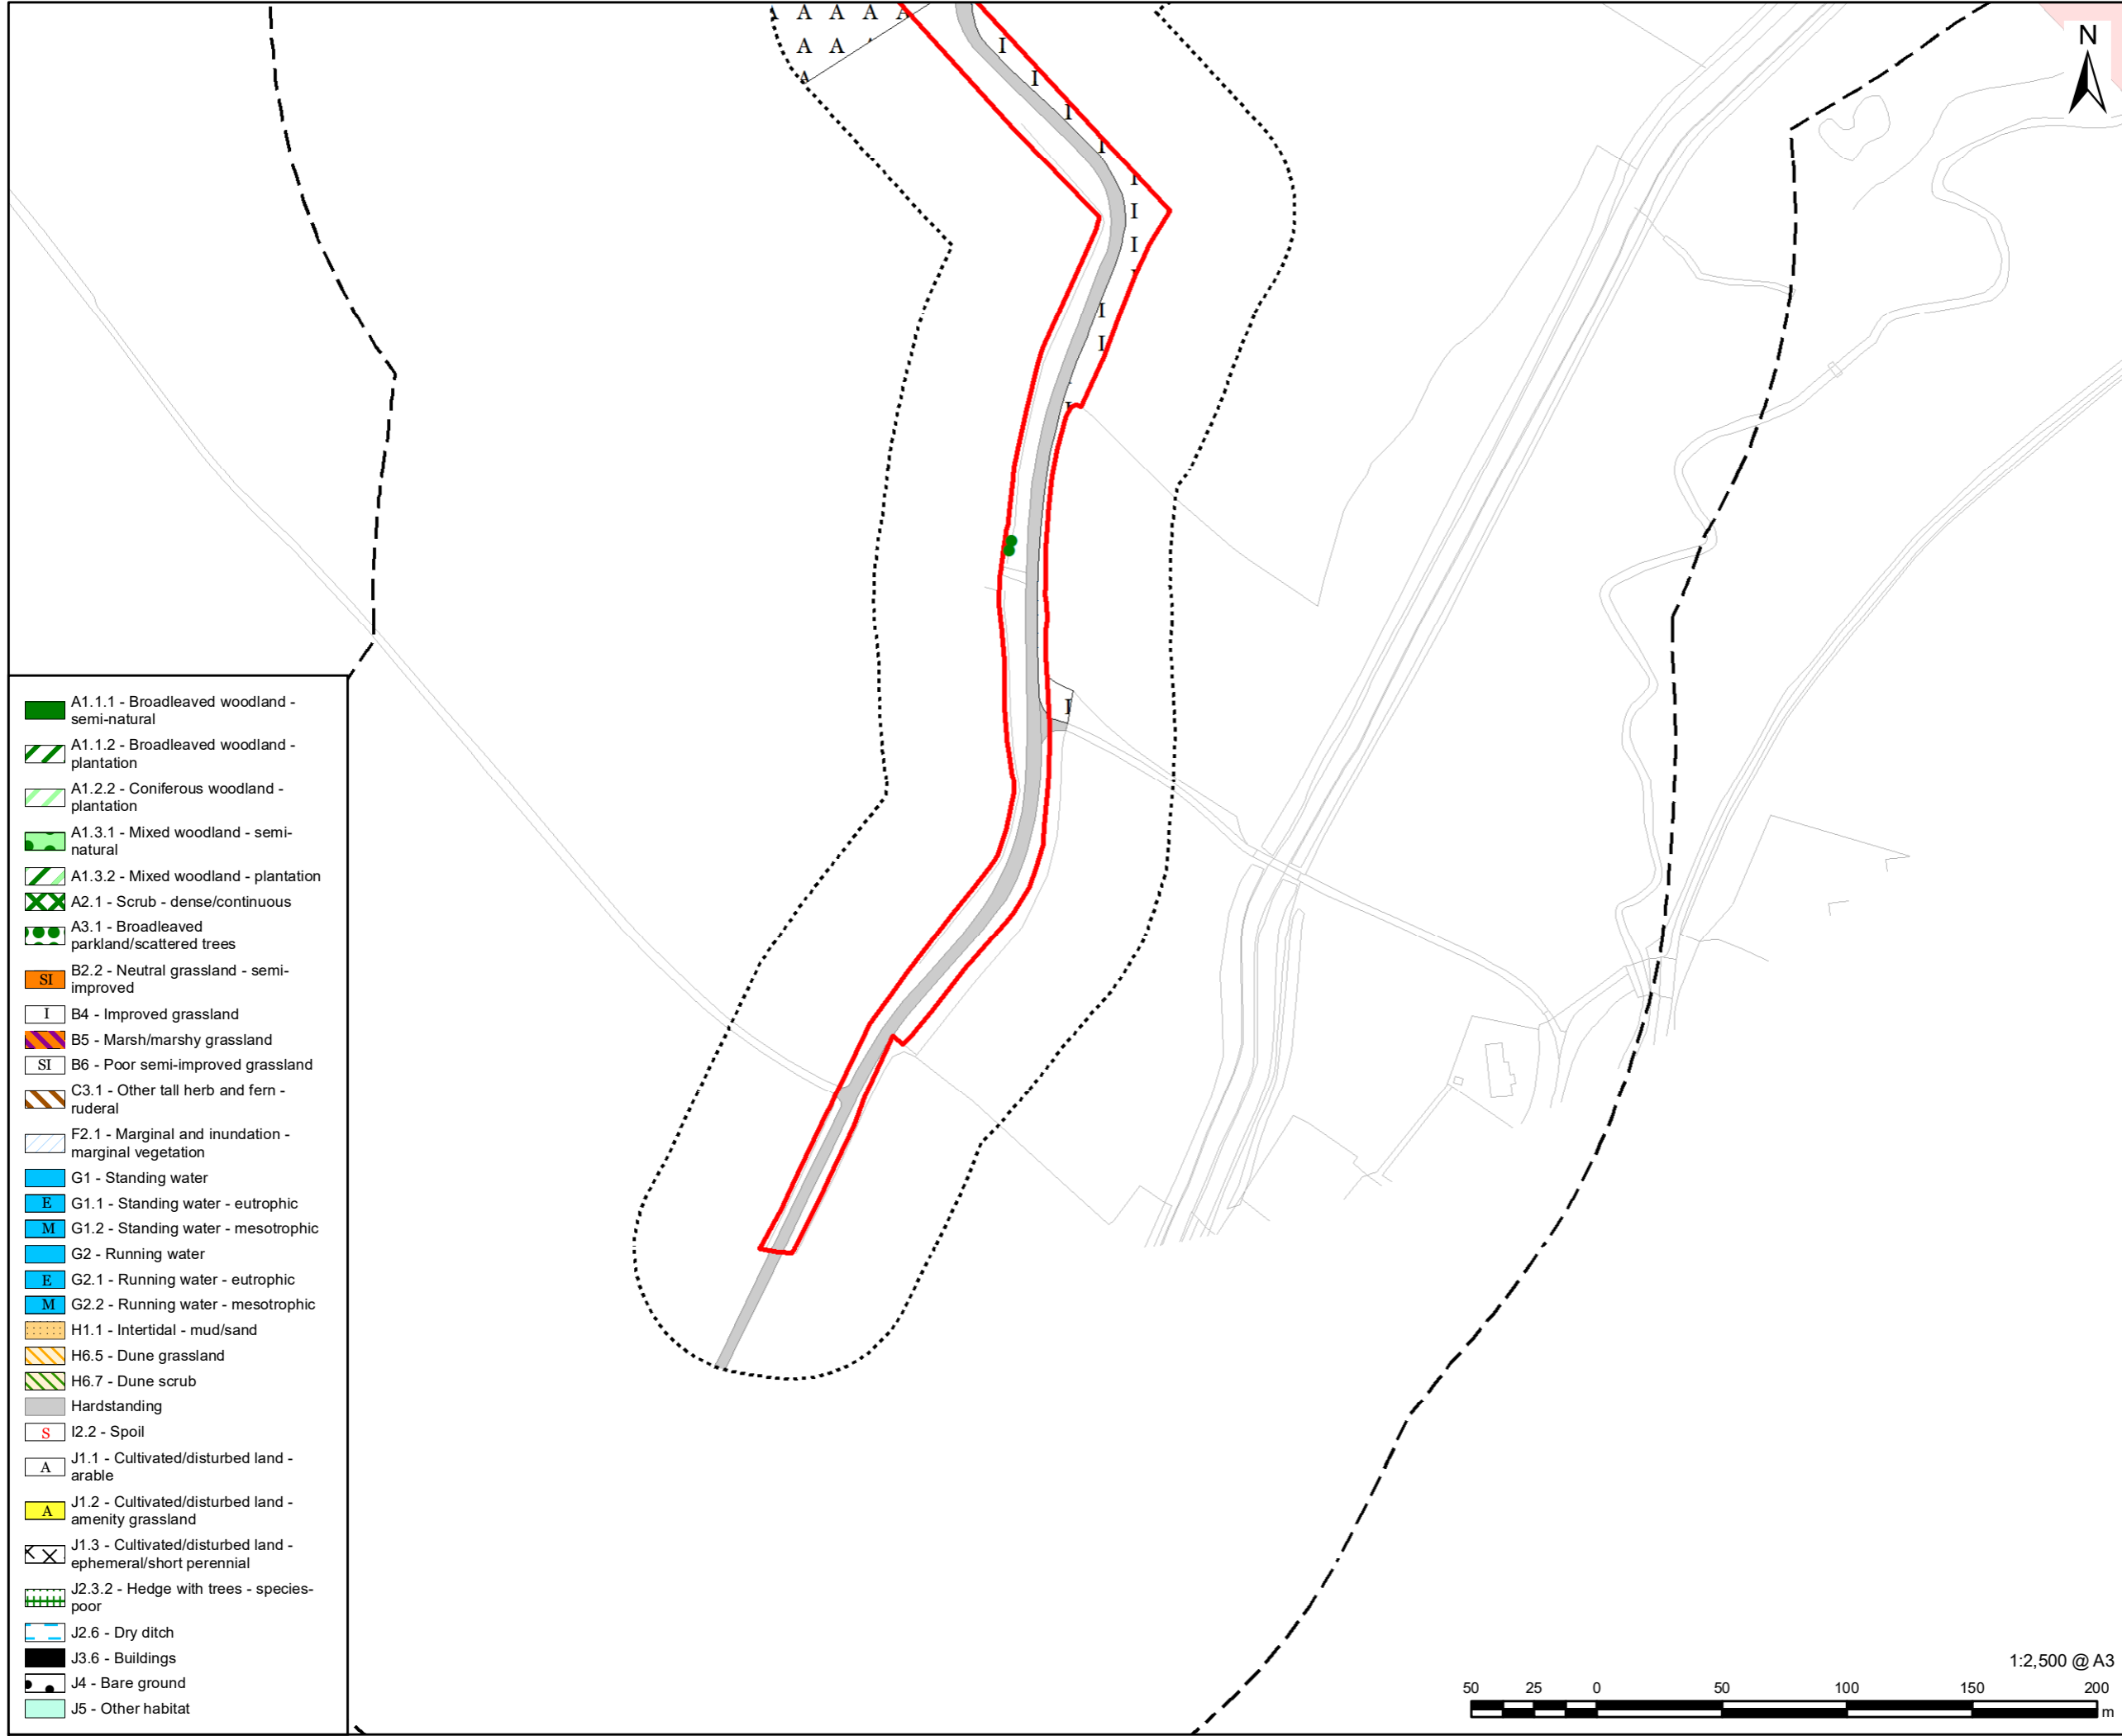 A A A A A
A A
A
I
I
I
I
I
I
I
I
I
I
I
N
A1.1.1 - Broadleaved woodland -
semi-natural
A1.1.2 - Broadleaved woodland -
plantation
A1.2.2 - Coniferous woodland -
plantation
A1.3.1 - Mixed woodland - semi-
natural
A1.3.2 - Mixed woodland - plantation
A2.1 - Scrub - dense/continuous
A3.1 - Broadleaved
parkland/scattered trees
SI B2.2 - Neutral grassland - semi-
improved
I B4 - Improved grassland
B5 - Marsh/marshy grassland
SI B6 - Poor semi-improved grassland
C3.1 - Other tall herb and fern -
ruderal
F2.1 - Marginal and inundation -
marginal vegetation
G1 - Standing water
E G1.1 - Standing water - eutrophic
M G1.2 - Standing water - mesotrophic
G2 - Running water
E G2.1 - Running water - eutrophic
M G2.2 - Running water - mesotrophic
H1.1 - Intertidal - mud/sand
H6.5 - Dune grassland
H6.7 - Dune scrub
Hardstanding
S I2.2 - Spoil
A J1.1 - Cultivated/disturbed land -
arable
A J1.2 - Cultivated/disturbed land -
amenity grassland
J1.3 - Cultivated/disturbed land -
ephemeral/short perennial
J2.3.2 - Hedge with trees - species-
poor
J2.6 - Dry ditch
J3.6 - Buildings
J4 - Bare ground
J5 - Other habitat
1:2,500 @ A3
50 25 0 50 100 150 200
m